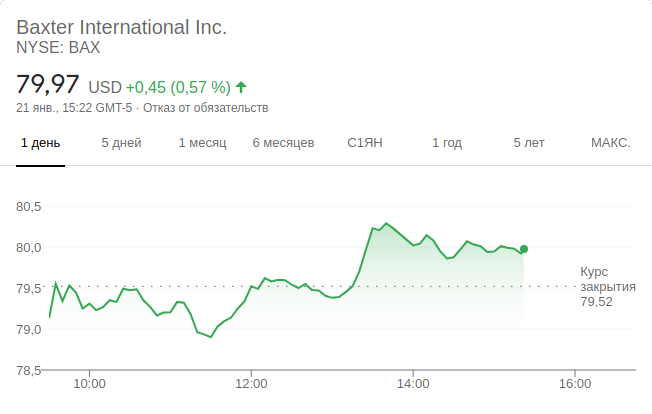 Baxter International Inc.
NYSE: BAX
79,97 USD +0,45 (0,57 %)
21 янв., 15:22 GMT-5 · Отказ от обязательств
1 день 5 дней 1 месяц 6 месяцев С1ЯН 1 год 5 лет МАКС.
80,5
80,0
79,5
79,0
78,5
Курс
закрытия
79,52
10:00 12:00 14:00 16:00